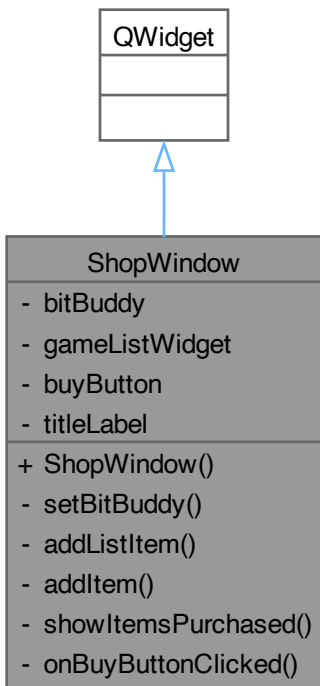 QWidget
ShopWindow
- bitBuddy
- gameListWidget
- buyButton
- titleLabel
+ ShopWindow()
- setBitBuddy()
- addListItem()
- addItem()
- showItemsPurchased()
- onBuyButtonClicked()